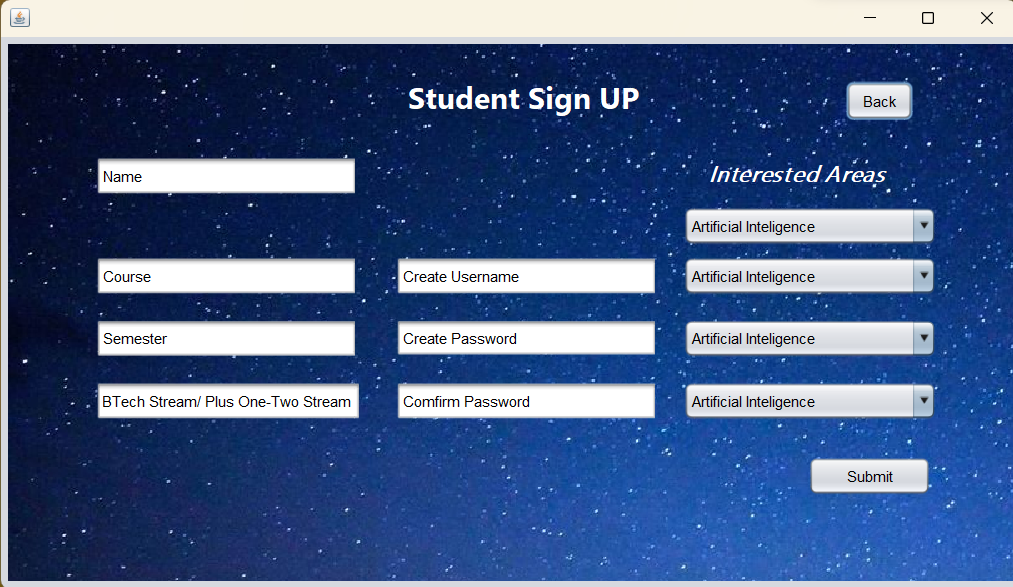 Student Sign UP
Back
Name
Interested Areas
Artificial Inteligence
Course
Create Username
Artificial Inteligence
Semester
Create Password
Artificial Inteligence
BTech Stream/ Plus One-Two Stream
Comfirm Password
Artificial Inteligence
Submit